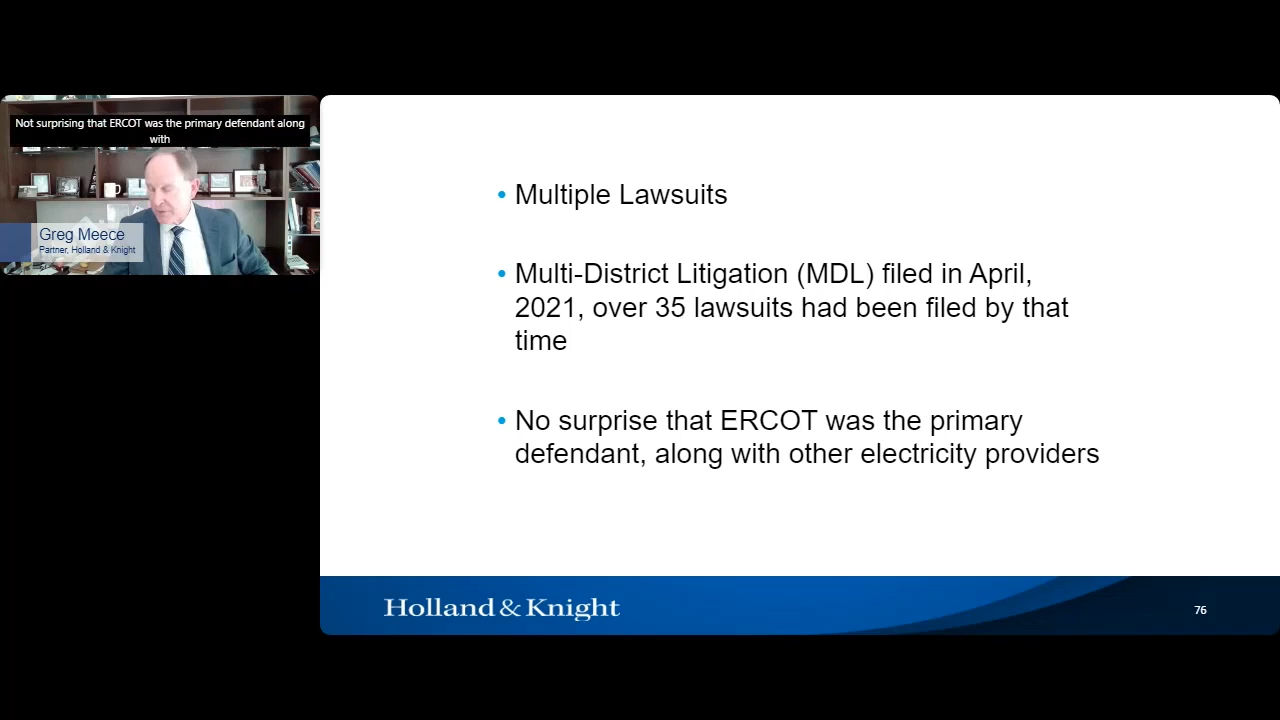 Not surprising that ERCOT was the primary defendant along
with
Greg Meece
Partner, Holland & Knight
• Multiple Lawsuits
• Multi-District Litigation (MDL) filed in April,
2021, over 35 lawsuits had been filed by that
time
• No surprise that ERCOT was the primary
defendant, along with other electricity providers
Holland & Knight
76